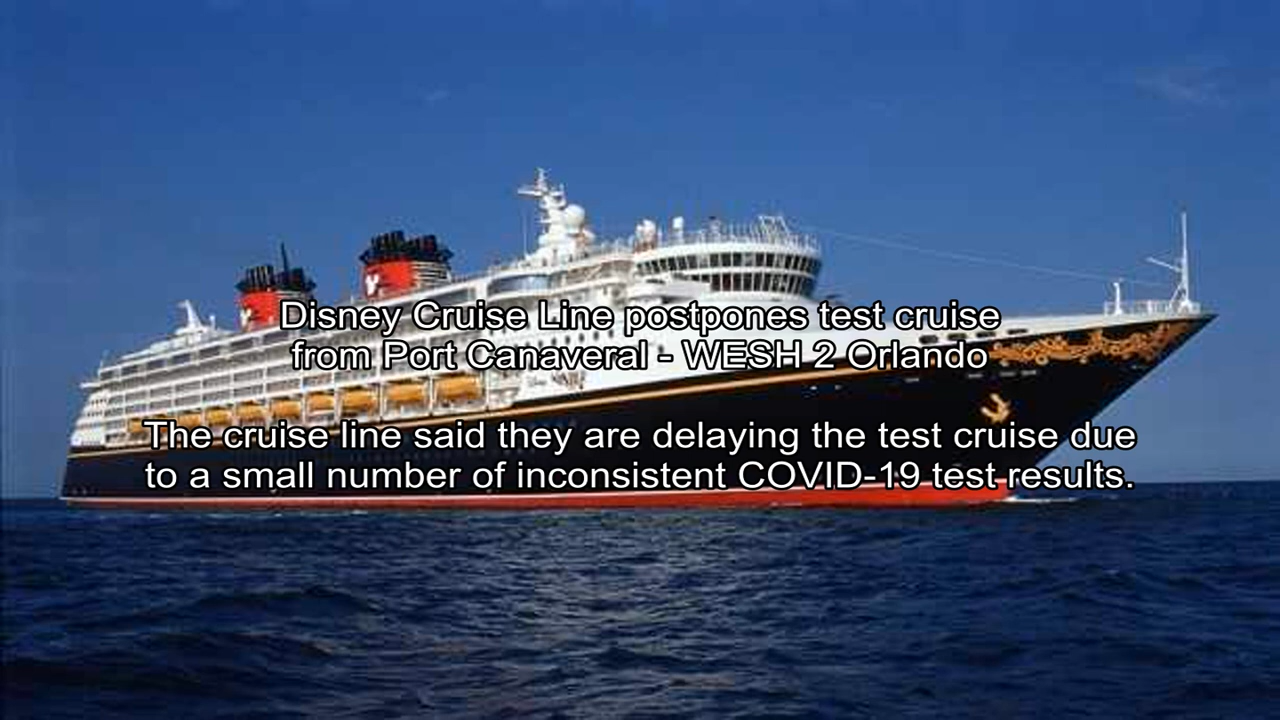 Disney Cruise Line postpones test cruise
from Port Canaveral - WESH 2 Orlando
The cruise line said they are delaying the test cruise due
to a small number of inconsistent COVID-19 test results.